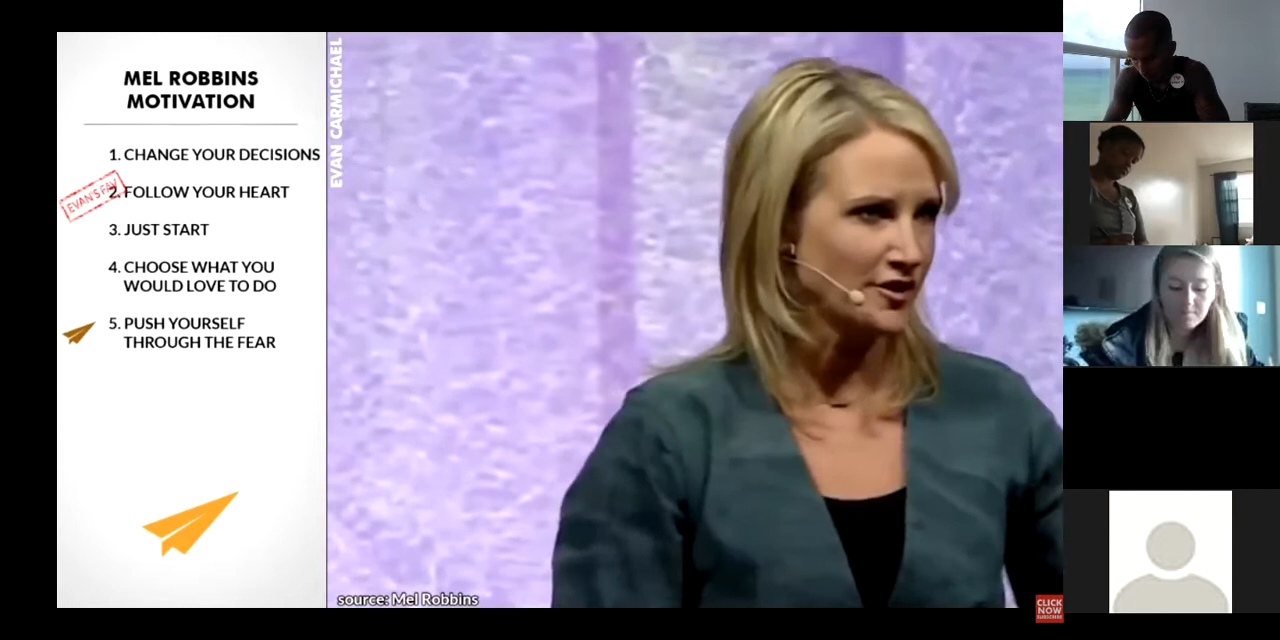 MEL ROBBINS
MOTIVATION
1. CHANGE YOUR DECISIONS
2. FOLLOW YOUR HEART
EVAN'S FAV
3. JUST START
4. CHOOSE WHAT YOU
WOULD LOVE TO DO
5. PUSH YOURSELF
THROUGH THE FEAR
EVAN CARMICHAEL
source: Mel Robbins
CLICK
NOW
SUBSCRIBE